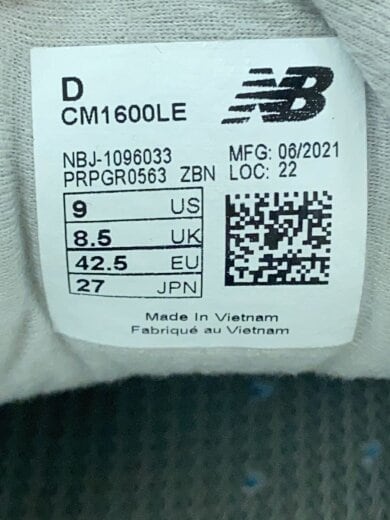 D
CM1600LE
NB
NBJ-1096033
PRPGR0563 ZBN
MFG: 06/2021
LOC: 22
9 US
8.5 UK
42.5 EU
27 JPN
Made In Vietnam
Fabriqué au Vietnam